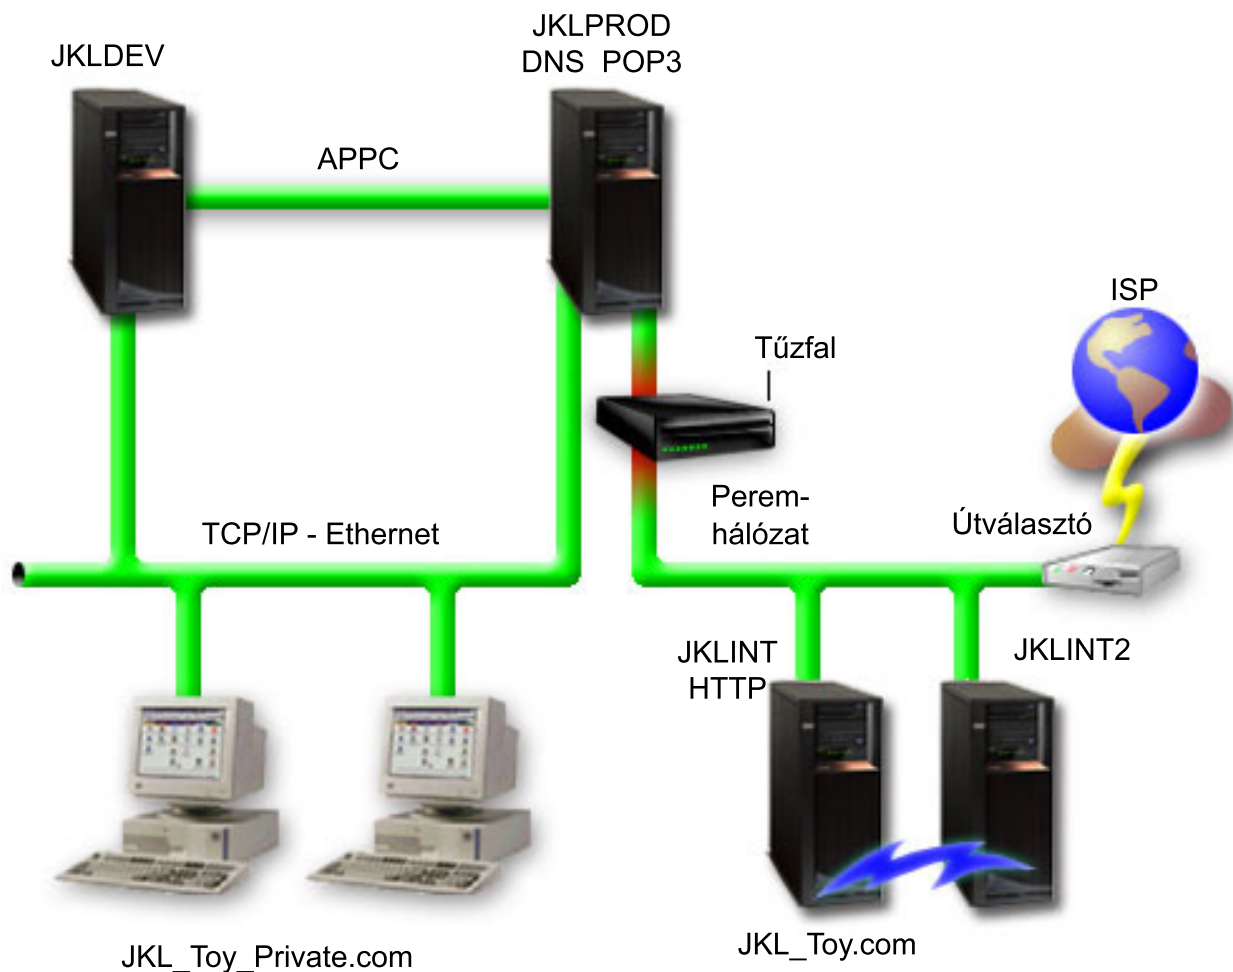 JKLDEV
JKLPROD
DNS POP3
APPC
ISP
Tűzfal
Perem-
hálózat
Útválasztó
TCP/IP - Ethernet
JKLINT
HTTP
JKLINT2
JKL_Toy_Private.com
JKL_Toy.com